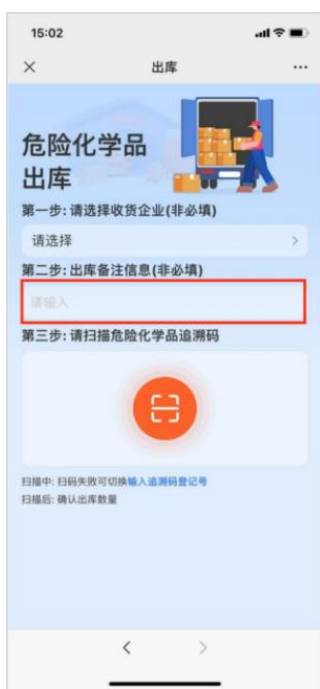 15:02
出库
危险化学品
出库
第一步: 请选择收货企业(非必填)
请选择
第二步: 出库备注信息(非必填)
请输入
第三步: 请扫描危险化学品追溯码
扫描中: 扫码失败可切换输入追溯码登记号
扫描后: 确认出库数量